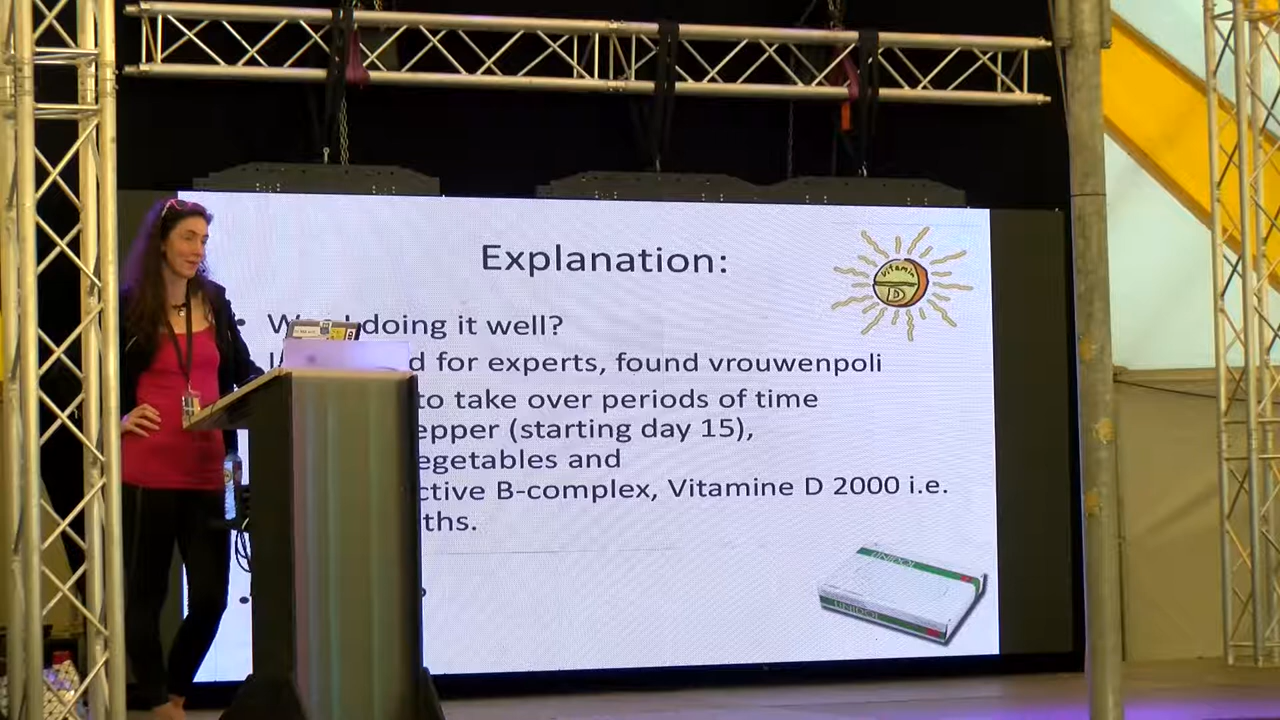 Explanation:
Vitamin
D
doing it well?
for experts, found vrouwenpoli
to take over periods of time
epper (starting day 15),
egetables and
ctive B-complex, Vitamine D 2000 i.e.
ths.